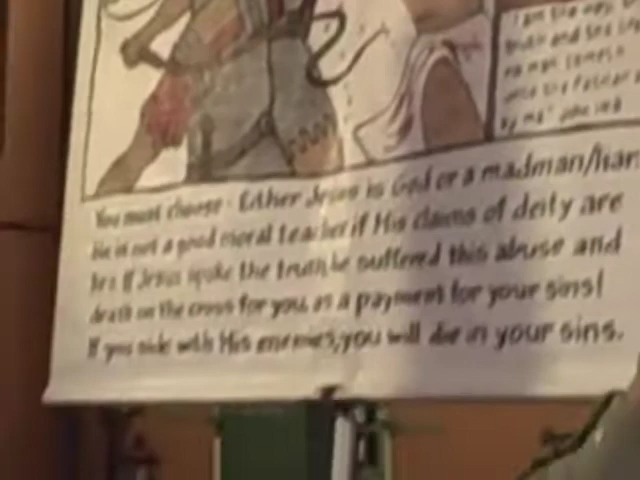 I am the way, the
truth and the life
no man cometh
unto the father
by me" John 14:6
You must choose - Either Jesus is God or a madman/liar
He is not a good moral teacher if His claims of deity are
lies. If Jesus spoke the truth he suffered this abuse and
death on the cross for you, as a payment for your sins!
If you side with His enemies, you will die in your sins.